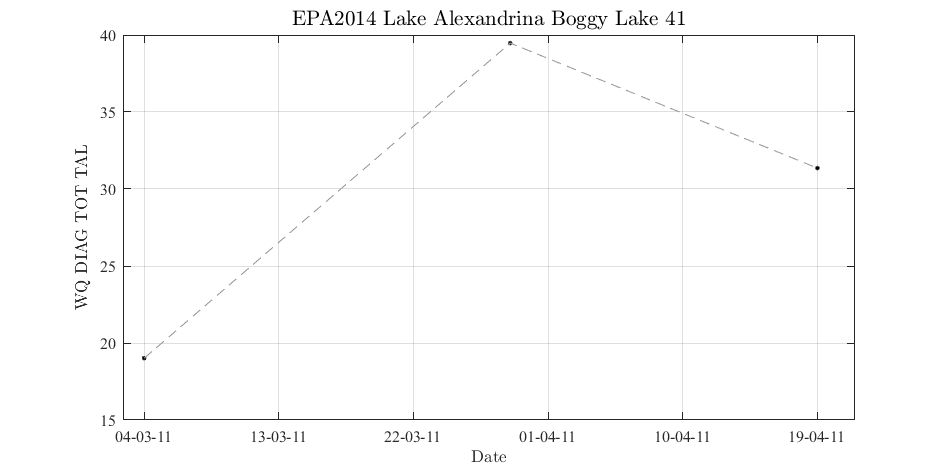 EPA2014 Lake Alexandrina Boggy Lake 41
40
35
30
25
20
15
WQ DIAG TOT TAL
04-03-11 13-03-11 22-03-11 01-04-11 10-04-11 19-04-11
Date